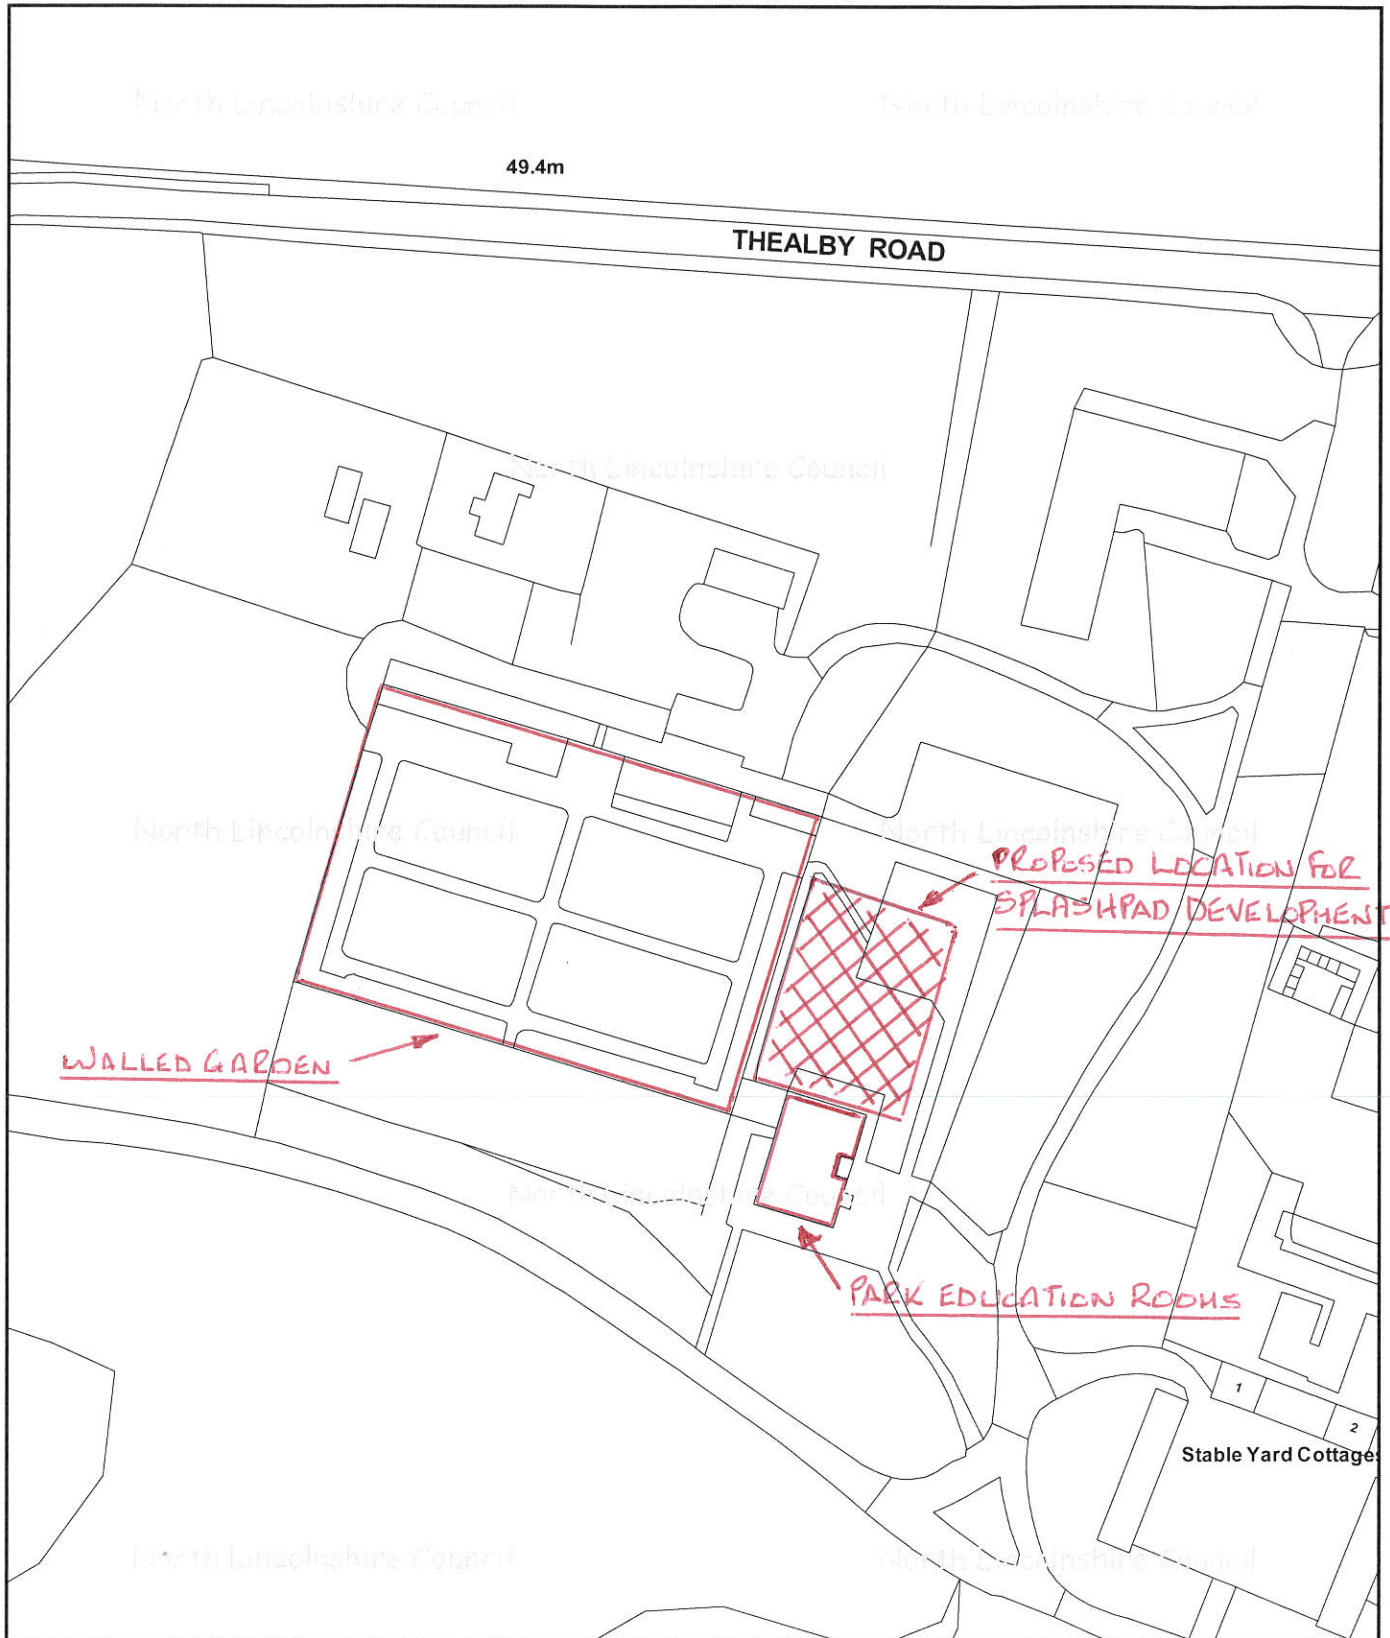 North Lincolnshire Council
North Lincolnshire Council
49.4m
THEALBY ROAD
North Lincolnshire Council
North Lincolnshire Council
North Lincolnshire Council
PROPOSED LOCATION FOR
SPLASHPAD DEVELOPMENT
WALLED GARDEN
North Lincolnshire Council
PARK EDUCATION ROOMS
1
2
Stable Yard Cottages
North Lincolnshire Council
North Lincolnshire Council